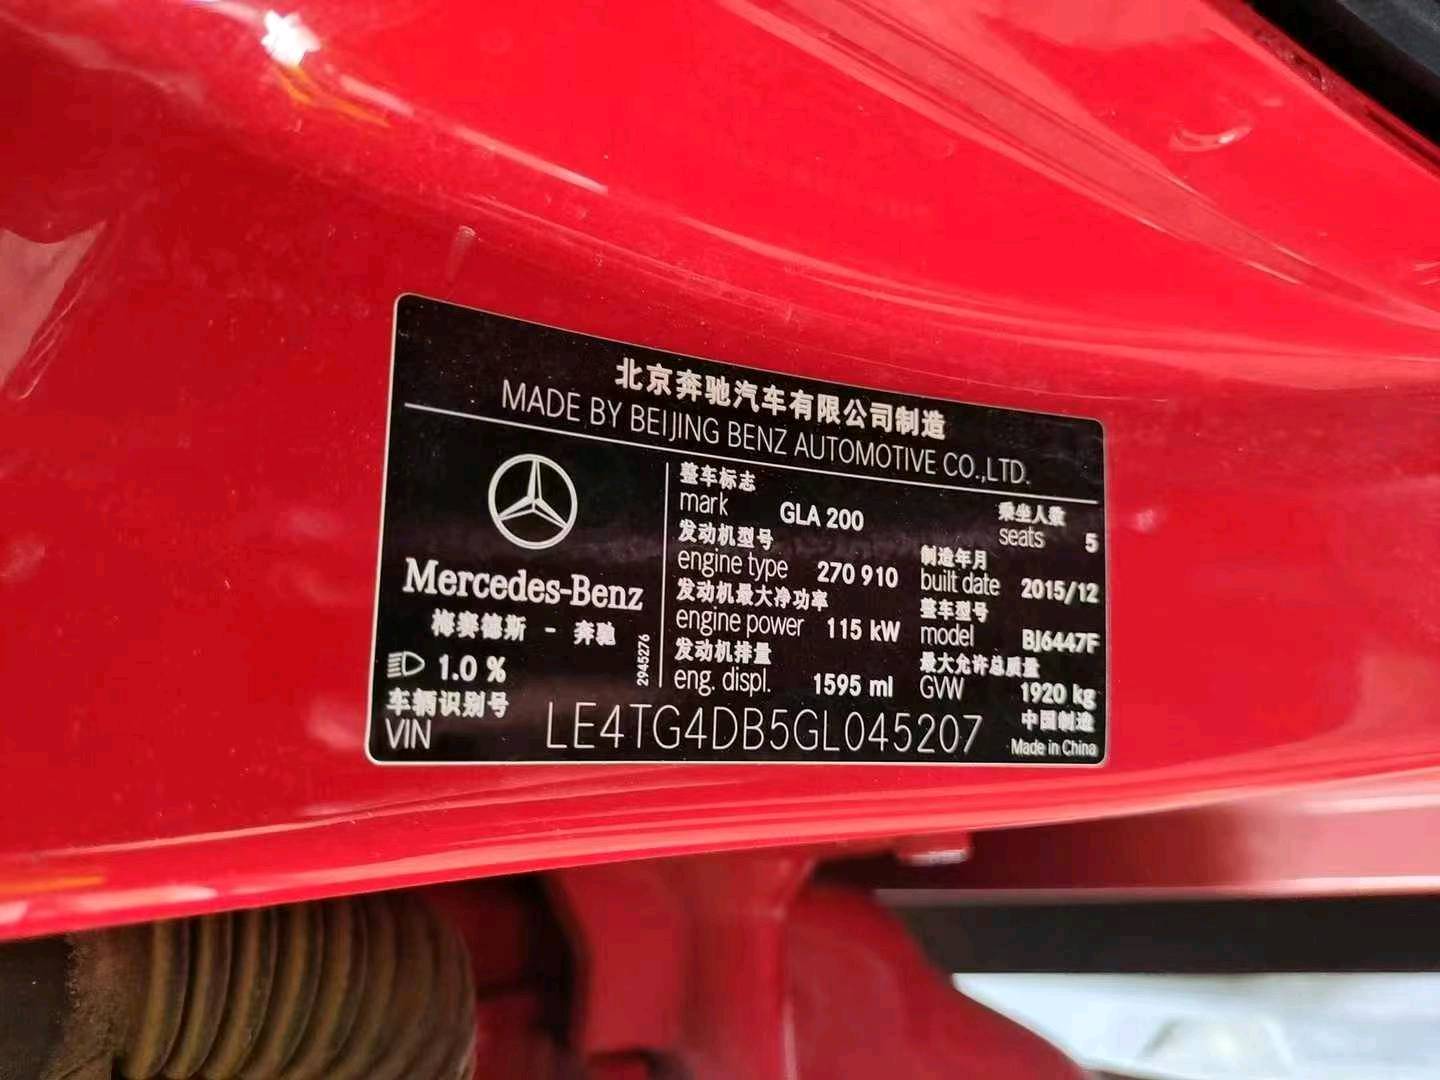 北京奔驰汽车有限公司制造
MADE BY BEIJING BENZ AUTOMOTIVE CO.,LTD.
Mercedes-Benz
梅赛德斯 - 奔驰
1.0 %
2945276
整车标志
mark GLA 200
乘坐人数
seats 5
发动机型号
engine type 270 910
制造年月
built date 2015/12
发动机最大净功率
engine power 115 kW
整车型号
model BJ6447F
发动机排量
eng. displ. 1595 ml
最大允许总质量
GVW 1920 kg
车辆识别号
VIN LE4TG4DB5GL045207
中国制造
Made in China